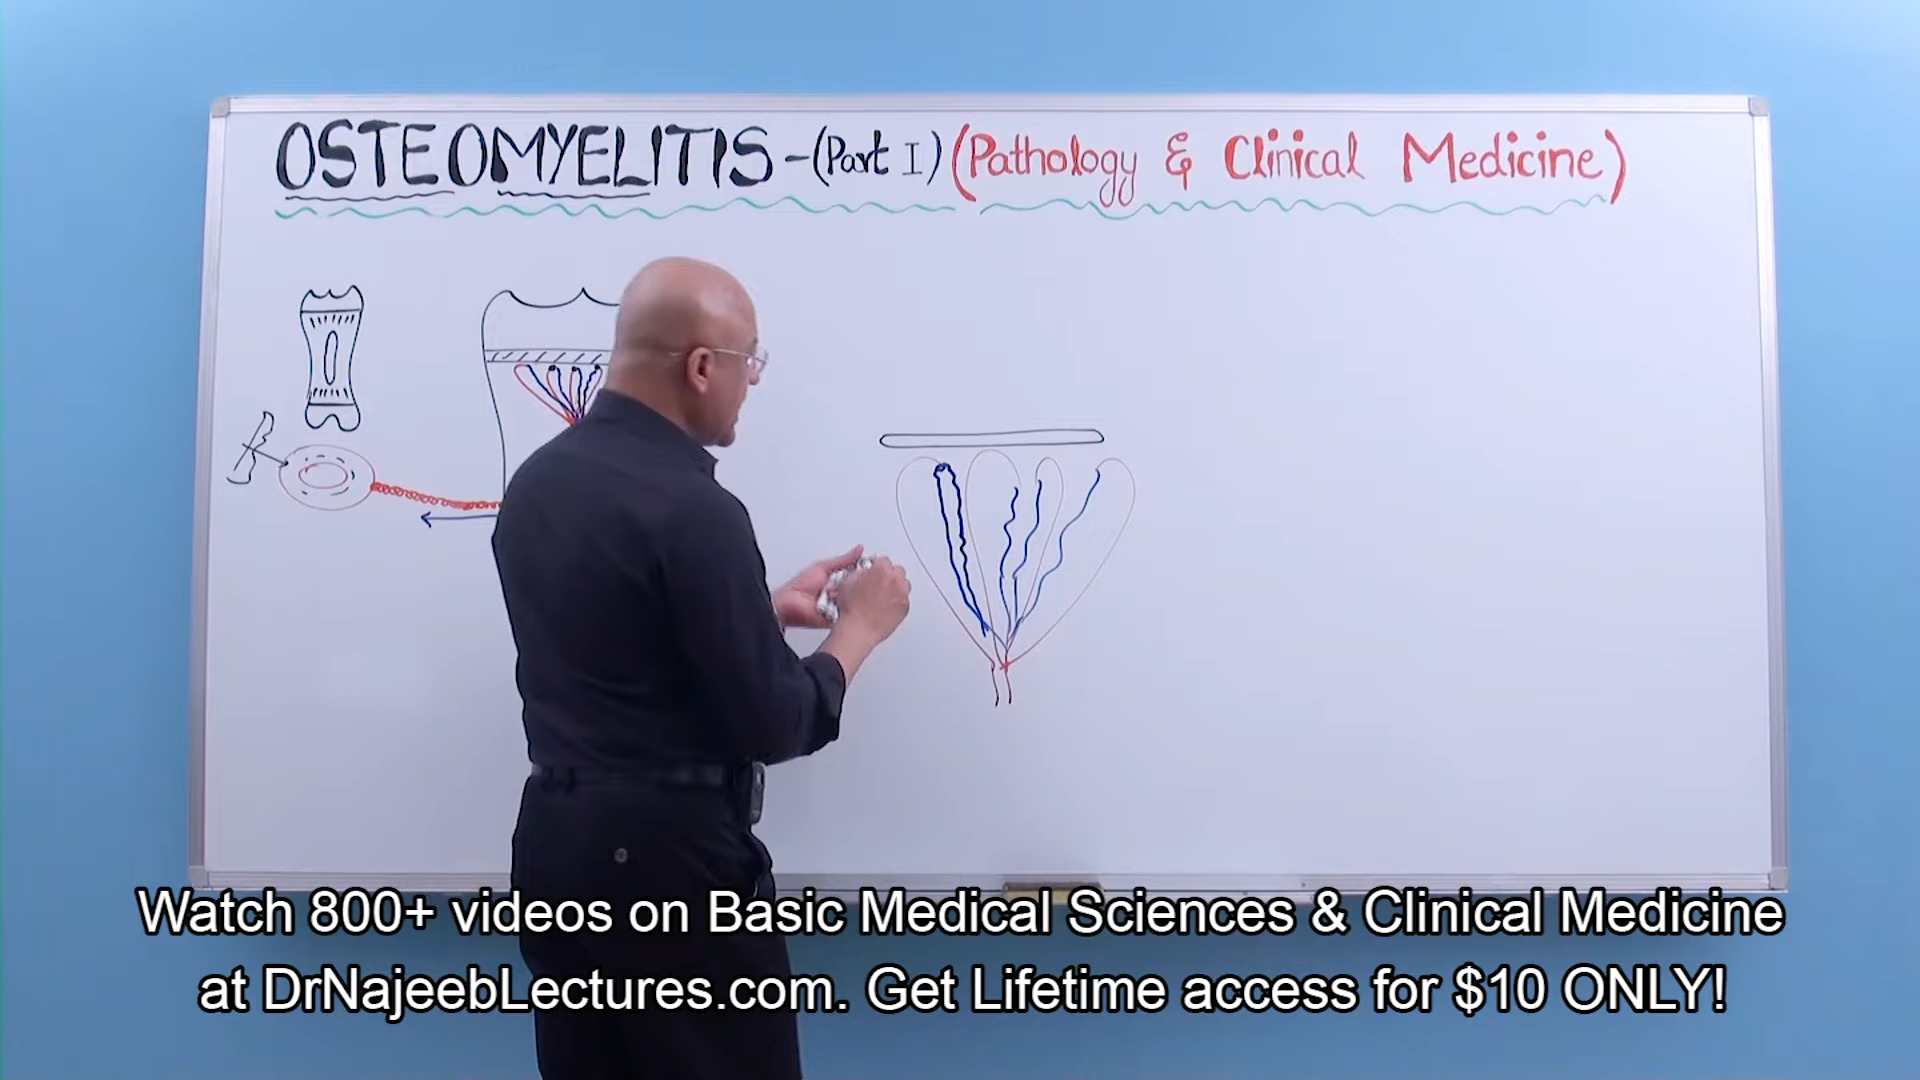 OSTEOMYELITIS - (Part I) (Pathology & Clinical Medicine)
Watch 800+ videos on Basic Medical Sciences & Clinical Medicine
at DrNajeebLectures.com. Get Lifetime access for $10 ONLY!